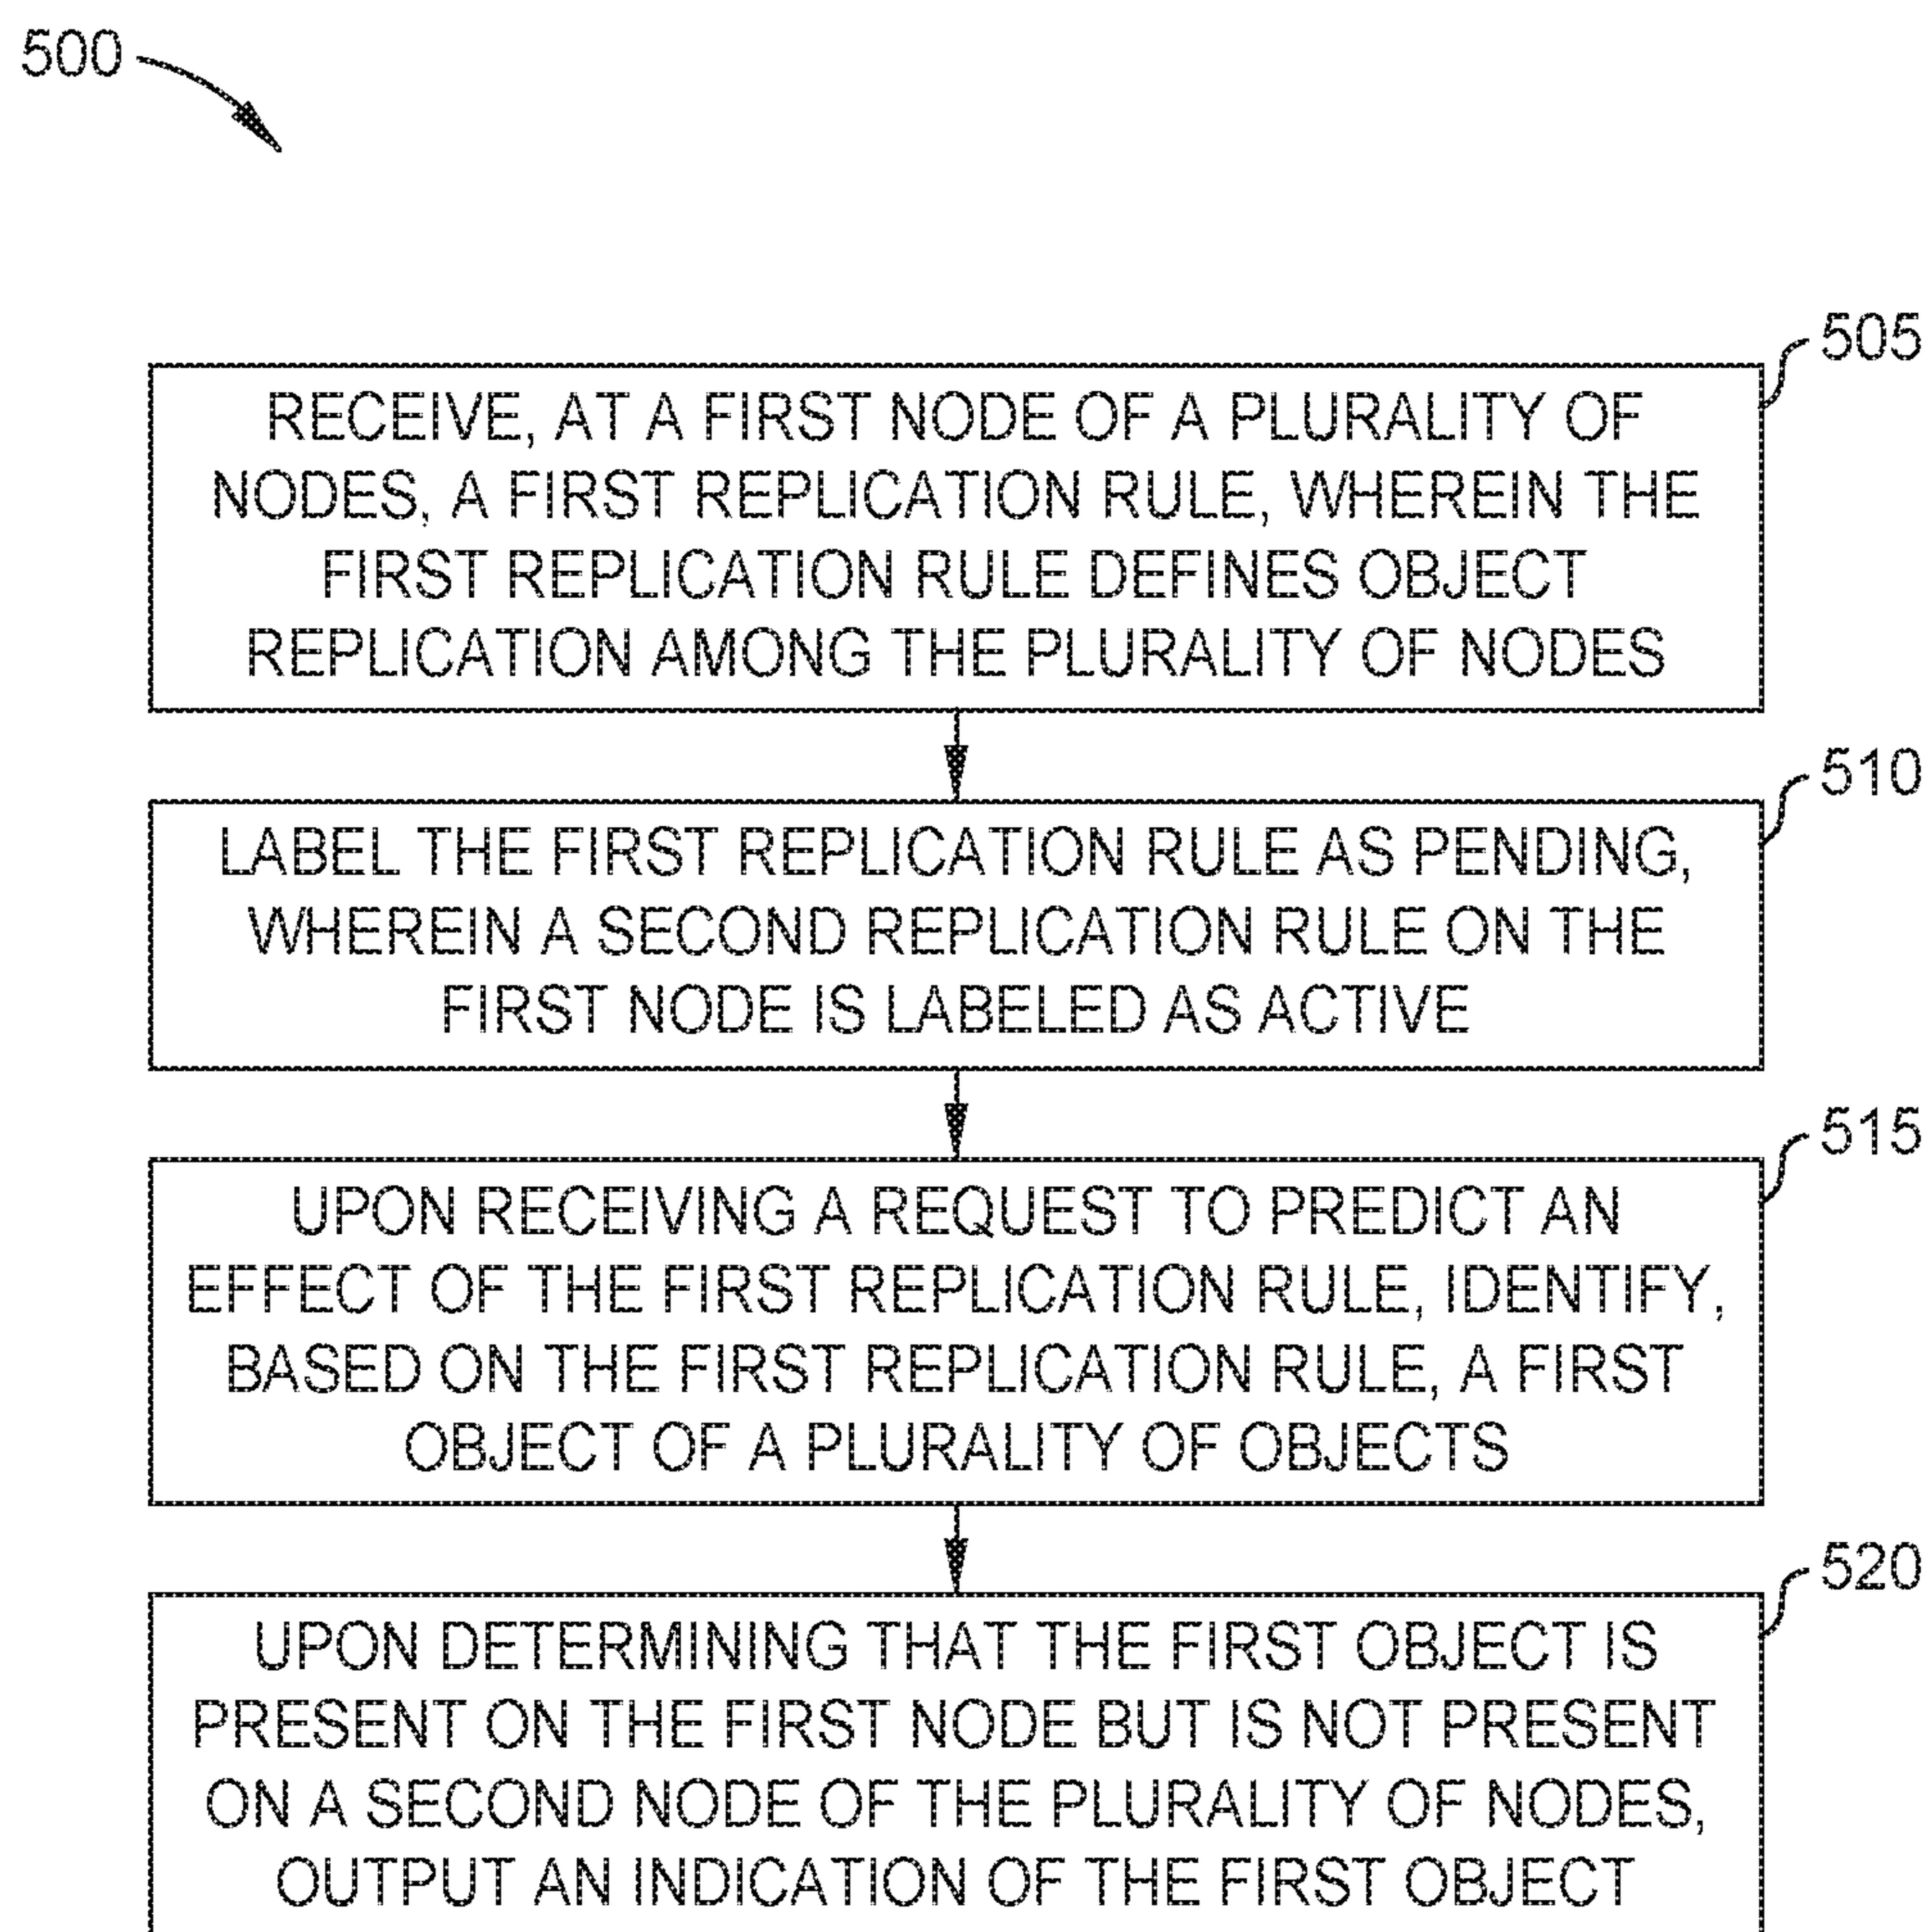 500
505
RECEIVE, AT A FIRST NODE OF A PLURALITY OF
NODES, A FIRST REPLICATION RULE, WHEREIN THE
FIRST REPLICATION RULE DEFINES OBJECT
REPLICATION AMONG THE PLURALITY OF NODES
510
LABEL THE FIRST REPLICATION RULE AS PENDING,
WHEREIN A SECOND REPLICATION RULE ON THE
FIRST NODE IS LABELED AS ACTIVE
515
UPON RECEIVING A REQUEST TO PREDICT AN
EFFECT OF THE FIRST REPLICATION RULE, IDENTIFY,
BASED ON THE FIRST REPLICATION RULE, A FIRST
OBJECT OF A PLURALITY OF OBJECTS
520
UPON DETERMINING THAT THE FIRST OBJECT IS
PRESENT ON THE FIRST NODE BUT IS NOT PRESENT
ON A SECOND NODE OF THE PLURALITY OF NODES,
OUTPUT AN INDICATION OF THE FIRST OBJECT